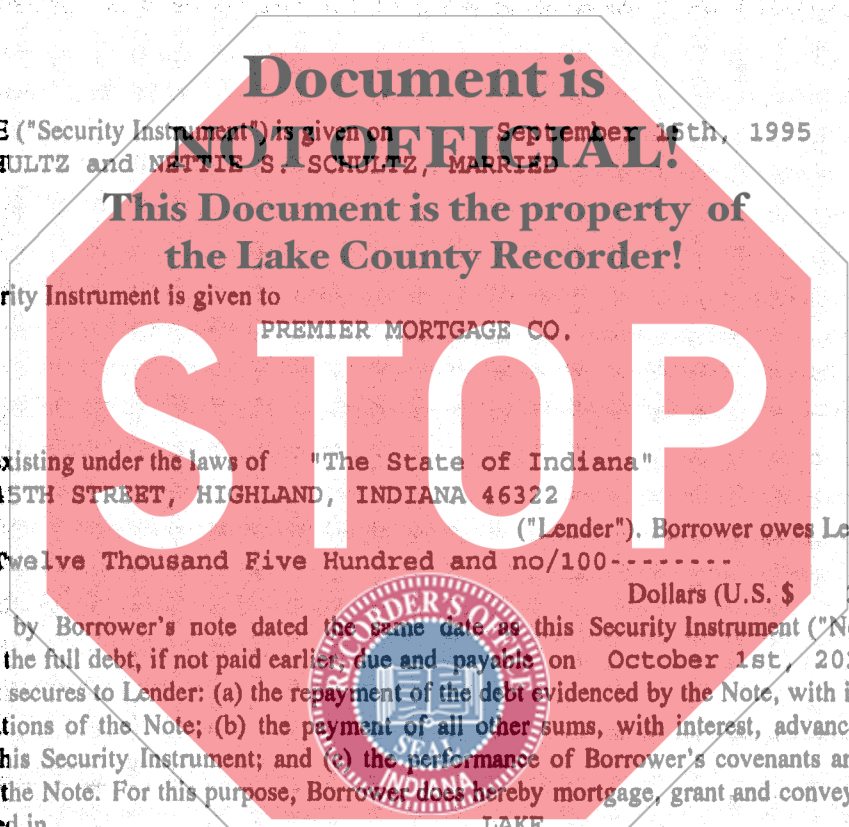 Document is
E ("Security Instrument") is given on September 15th, 1995
NOT OFFICIAL!
ULTZ and NETTIE S. SCHULTZ, MARRIED
This Document is the property of
the Lake County Recorder!
rity Instrument is given to
PREMIER MORTGAGE CO.
STOP
xisting under the laws of "The State of Indiana"
5TH STREET, HIGHLAND, INDIANA 46322
("Lender"). Borrower owes Le
Twelve Thousand Five Hundred and no/100--------
Dollars (U.S. $
by Borrower's note dated the same date as this Security Instrument ("No
the full debt, if not paid earlier, due and payable on October 1st, 20
secures to Lender: (a) the repayment of the debt evidenced by the Note, with i
tions of the Note; (b) the payment of all other sums, with interest, advanc
his Security Instrument; and (c) the performance of Borrower's covenants a
the Note. For this purpose, Borrower does hereby mortgage, grant and convey
ed in LAKE
RECORDER'S OFFICE
SEAL
INDIANA